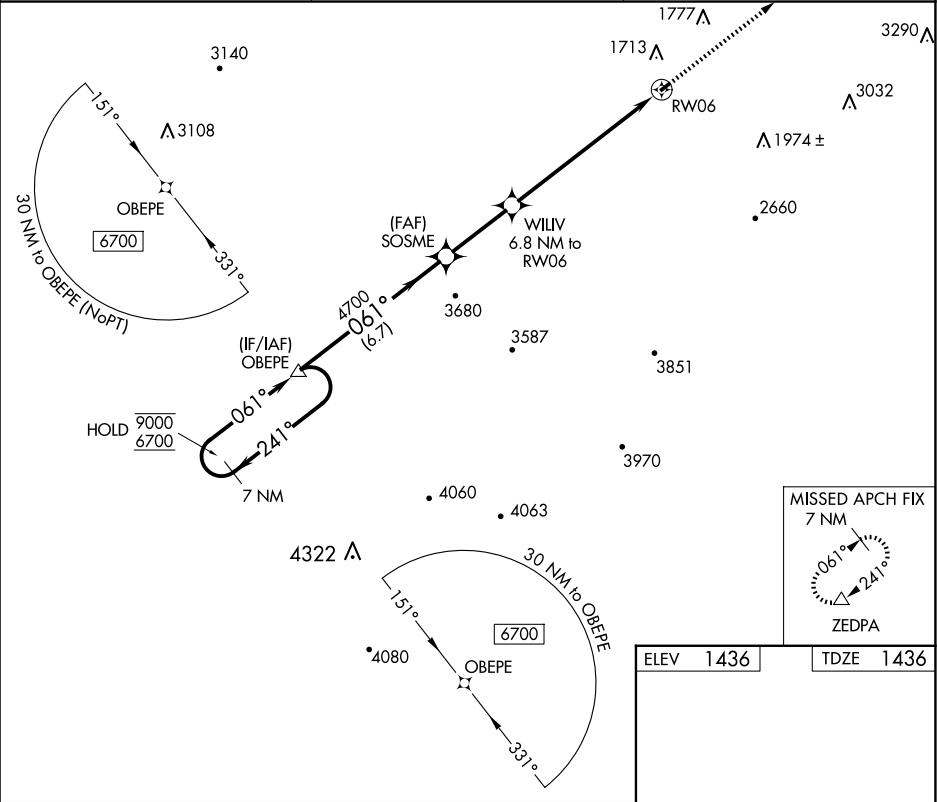 1777
3290
3140
1713
3032
RW06
151°
3108
1974 ±
OBEPE
6700
2660
(FAF)
SOSME
WILIV
6.8 NM to
RW06
331°
30 NM to OBEPE (NoPT)
4700
061°
(6.7)
3680
3587
3851
(IF/IAF)
OBEPE
061°
HOLD 9000
6700
241°
3970
7 NM
4060
4063
MISSED APCH FIX
7 NM
061°
241°
ZEDPA
4322
30 NM to OBEPE
151°
6700
4080
OBEPE
331°
ELEV 1436
TDZE 1436